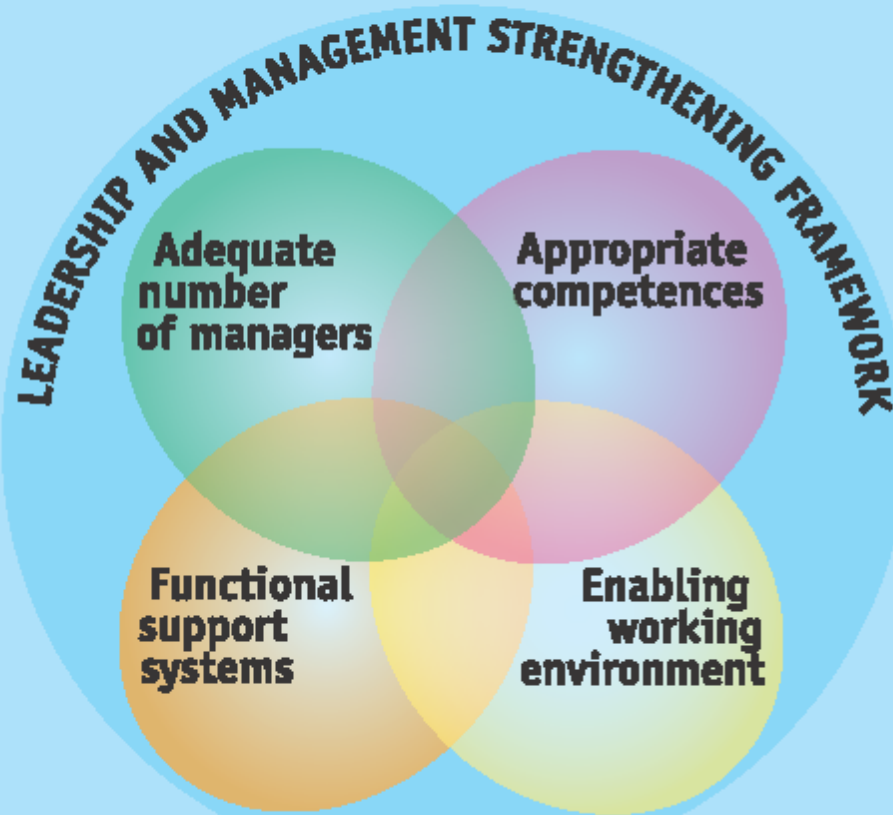 LEADERSHIP AND MANAGEMENT STRENGTHENING FRAMEWORK
Adequate
number
of managers
Appropriate
competences
Functional
support
systems
Enabling
working
environment